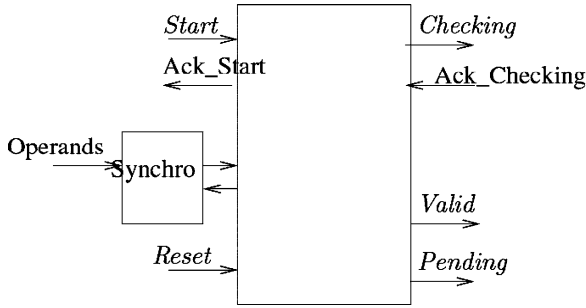 Start
Checking
Ack_Start
Ack_Checking
Operands
Synchro
Valid
Reset
Pending